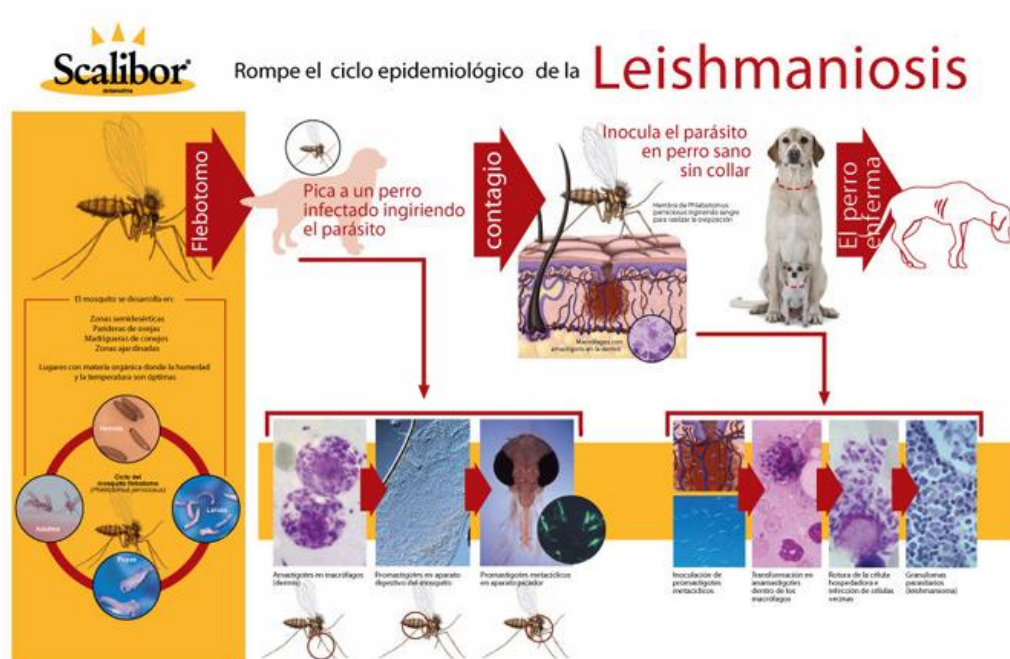 Scalibor®
Rompe el ciclo epidemiológico de la Leishmaniosis
Flebotomo
Pica a un perro
infectado ingiriendo
el parásito
contagio
Inocula el parásito
en perro sano
sin collar
Hembra de Phlebotomus
perniciosus ingiriendo sangre
para realizar la ovoposición
Macrófagos con
amastigotes en la dermis
El perro
enferma
El mosquito se desarrolla en:
Zonas semidesérticas
Parideras de ovejas
Madrigueras de conejos
Zonas ajardinadas
Lugares con materia orgánica donde la humedad
y la temperatura son óptimas
Ciclo del
mosquito flebotomo
(Phlebotomus perniciosus)
Larvas
Pupas
Adultos
Amastigotes en macrófagos
(dermis)
Promastigotes en aparato
digestivo del mosquito
Promastigotes metacíclicos
en aparato picador
Inoculación de
promastigotes
metacíclicos
Transformación en
anamastigotes
dentro de los
macrófagos
Rotura de la célula
hospedadora e
infección de células
vecinas
Granulomas
parasitarios
(leishmanioma)